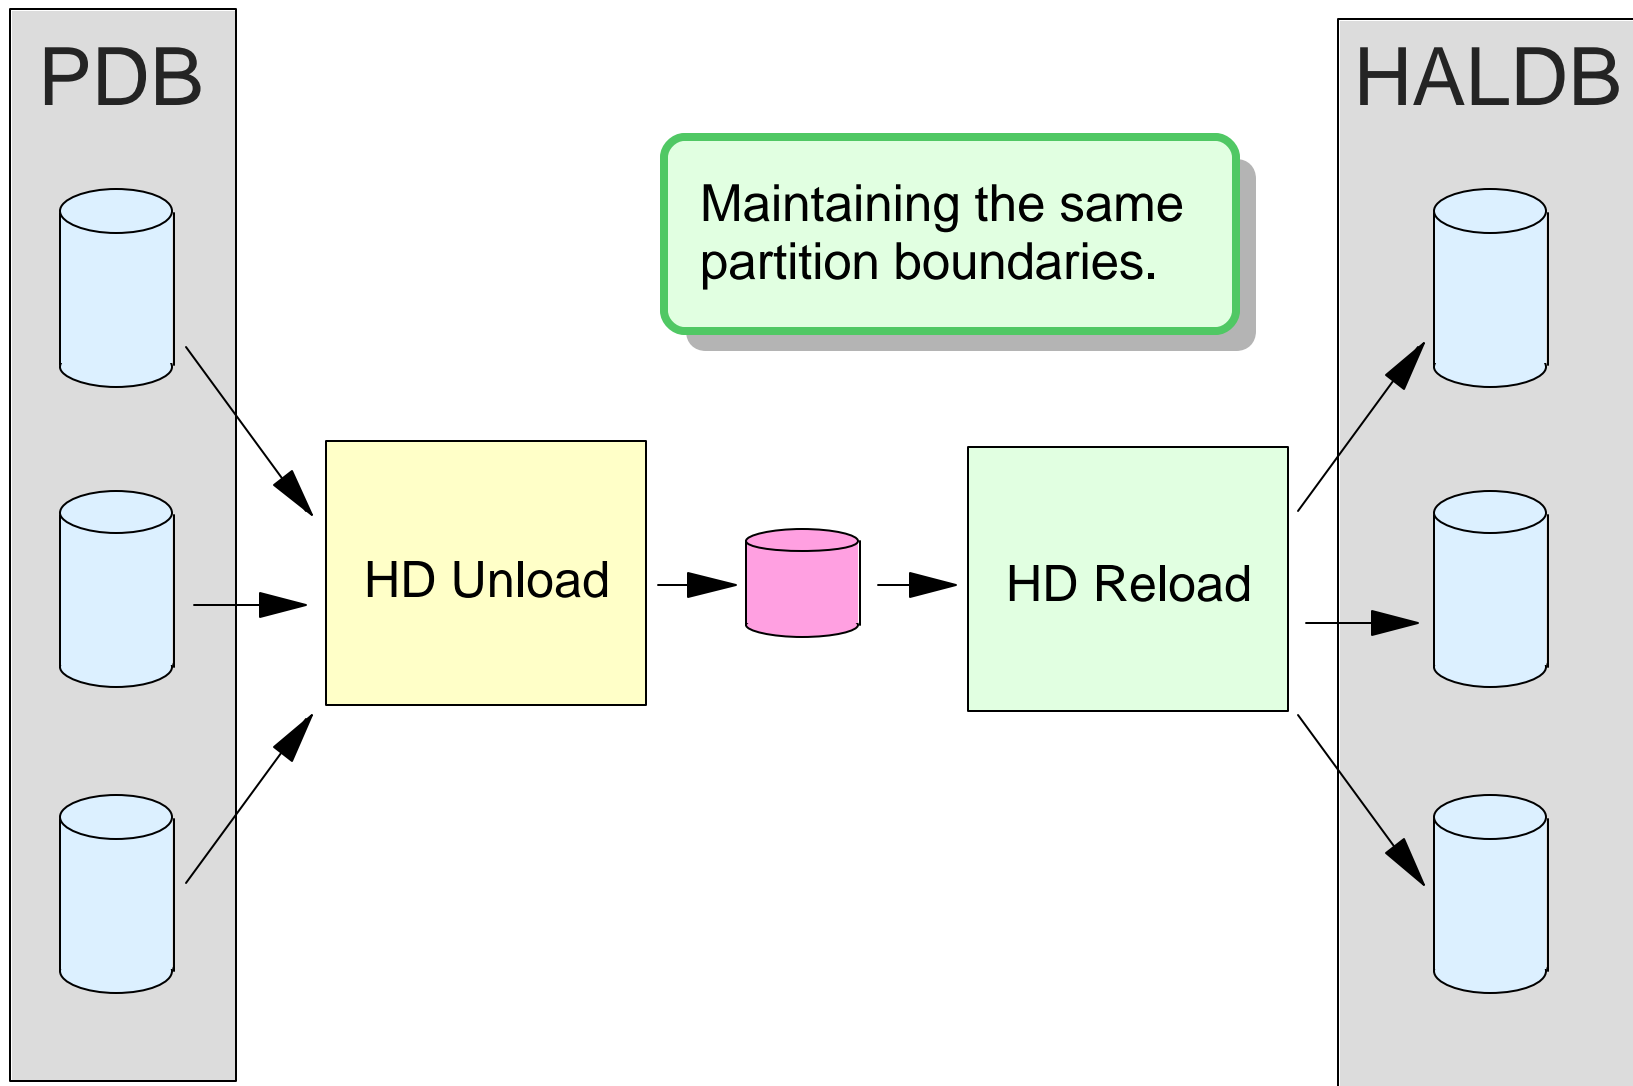 PDB
HALDB
Maintaining the same
partition boundaries.
HD Unload
HD Reload